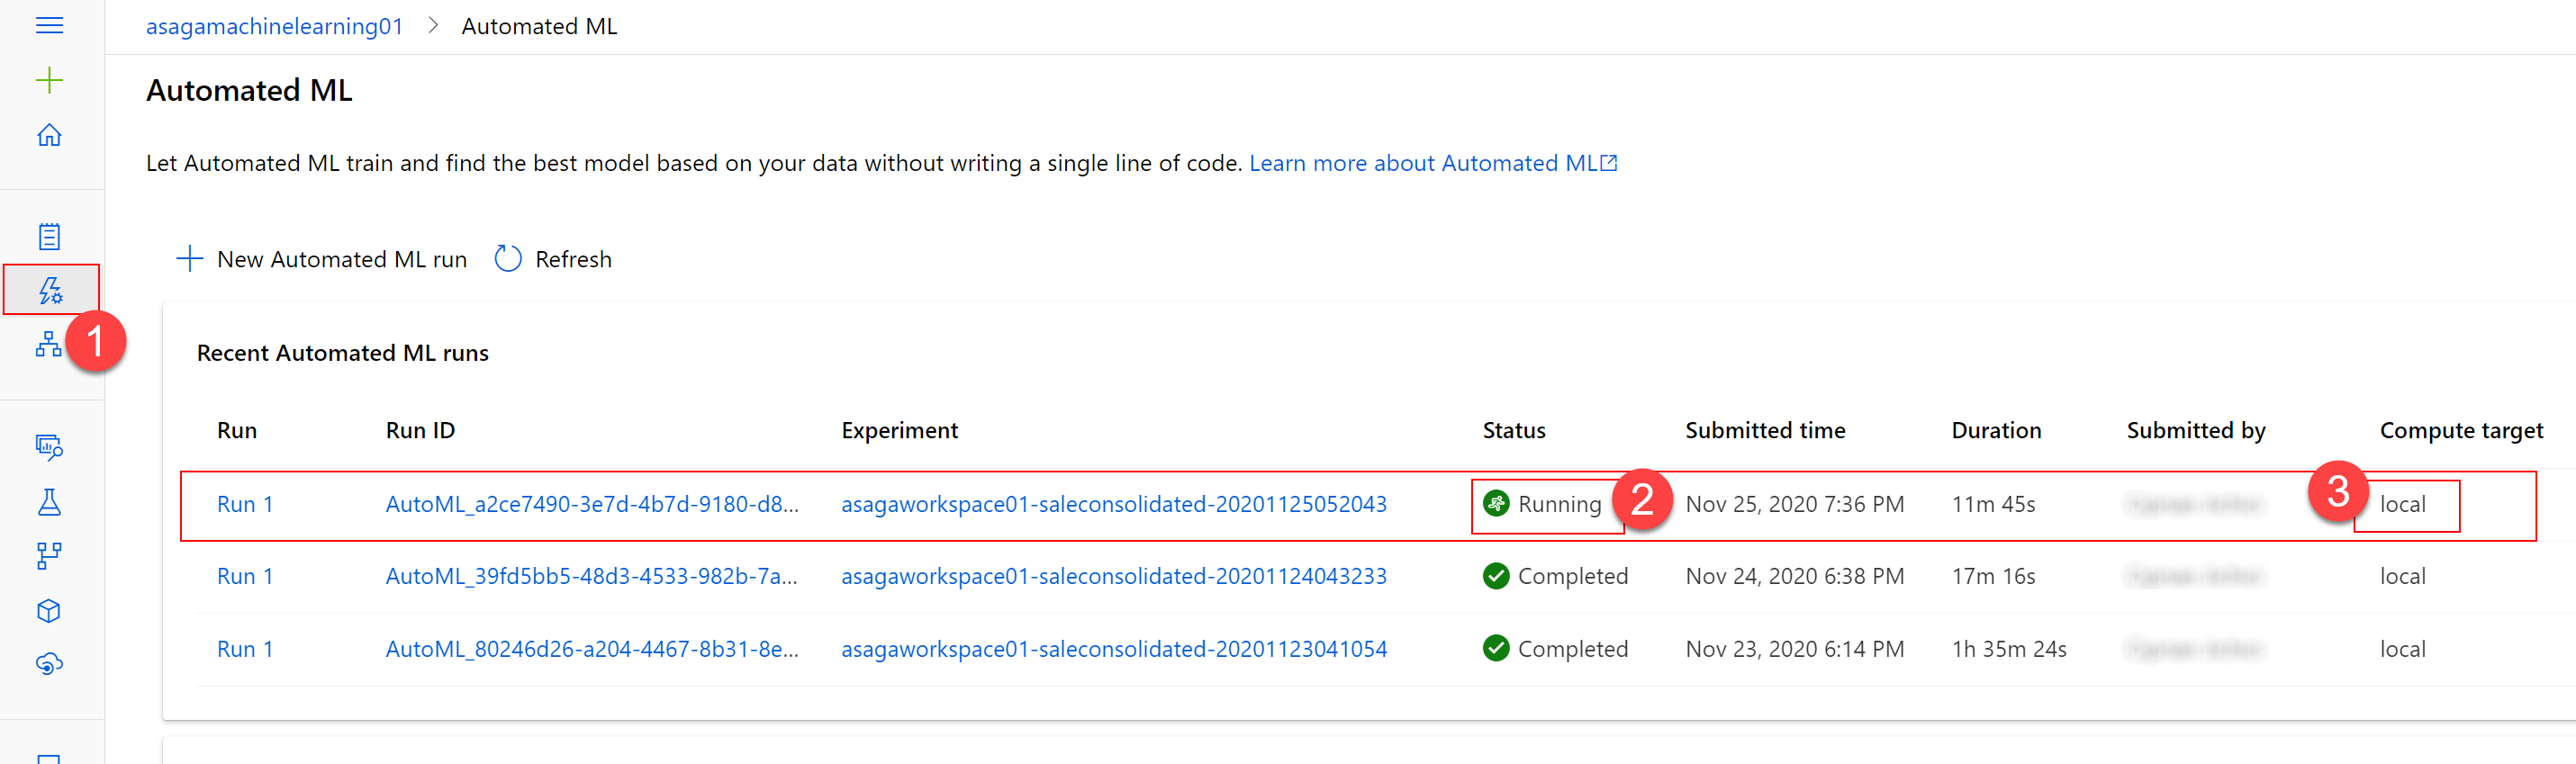 asagamachinelearning01 > Automated ML
Automated ML
Let Automated ML train and find the best model based on your data without writing a single line of code. Learn more about Automated ML
New Automated ML run Refresh
1
Recent Automated ML runs
Run Run ID Experiment Status Submitted time Duration Submitted by Compute target
Run 1 AutoML_a2ce7490-3e7d-4b7d-9180-d8... asagaworkspace01-saleconsolidated-20201125052043 Running 2 Nov 25, 2020 7:36 PM 11m 45s 3 local
Run 1 AutoML_39fd5bb5-48d3-4533-982b-7a... asagaworkspace01-saleconsolidated-20201124043233 Completed Nov 24, 2020 6:38 PM 17m 16s local
Run 1 AutoML_80246d26-a204-4467-8b31-8e... asagaworkspace01-saleconsolidated-20201123041054 Completed Nov 23, 2020 6:14 PM 1h 35m 24s local